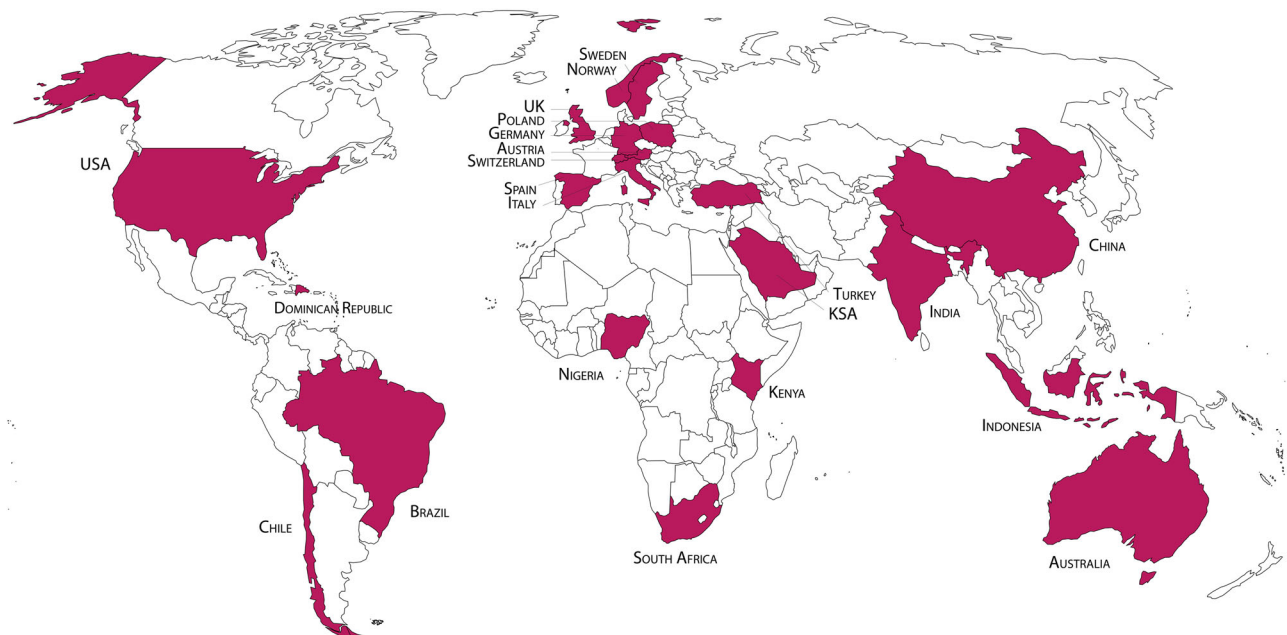 Sweden
Norway
UK
Poland
Germany
Austria
Switzerland
USA
Spain
Italy
China
Turkey
KSA
India
Dominican Republic
Nigeria
Kenya
Indonesia
Brazil
Chile
South Africa
Australia